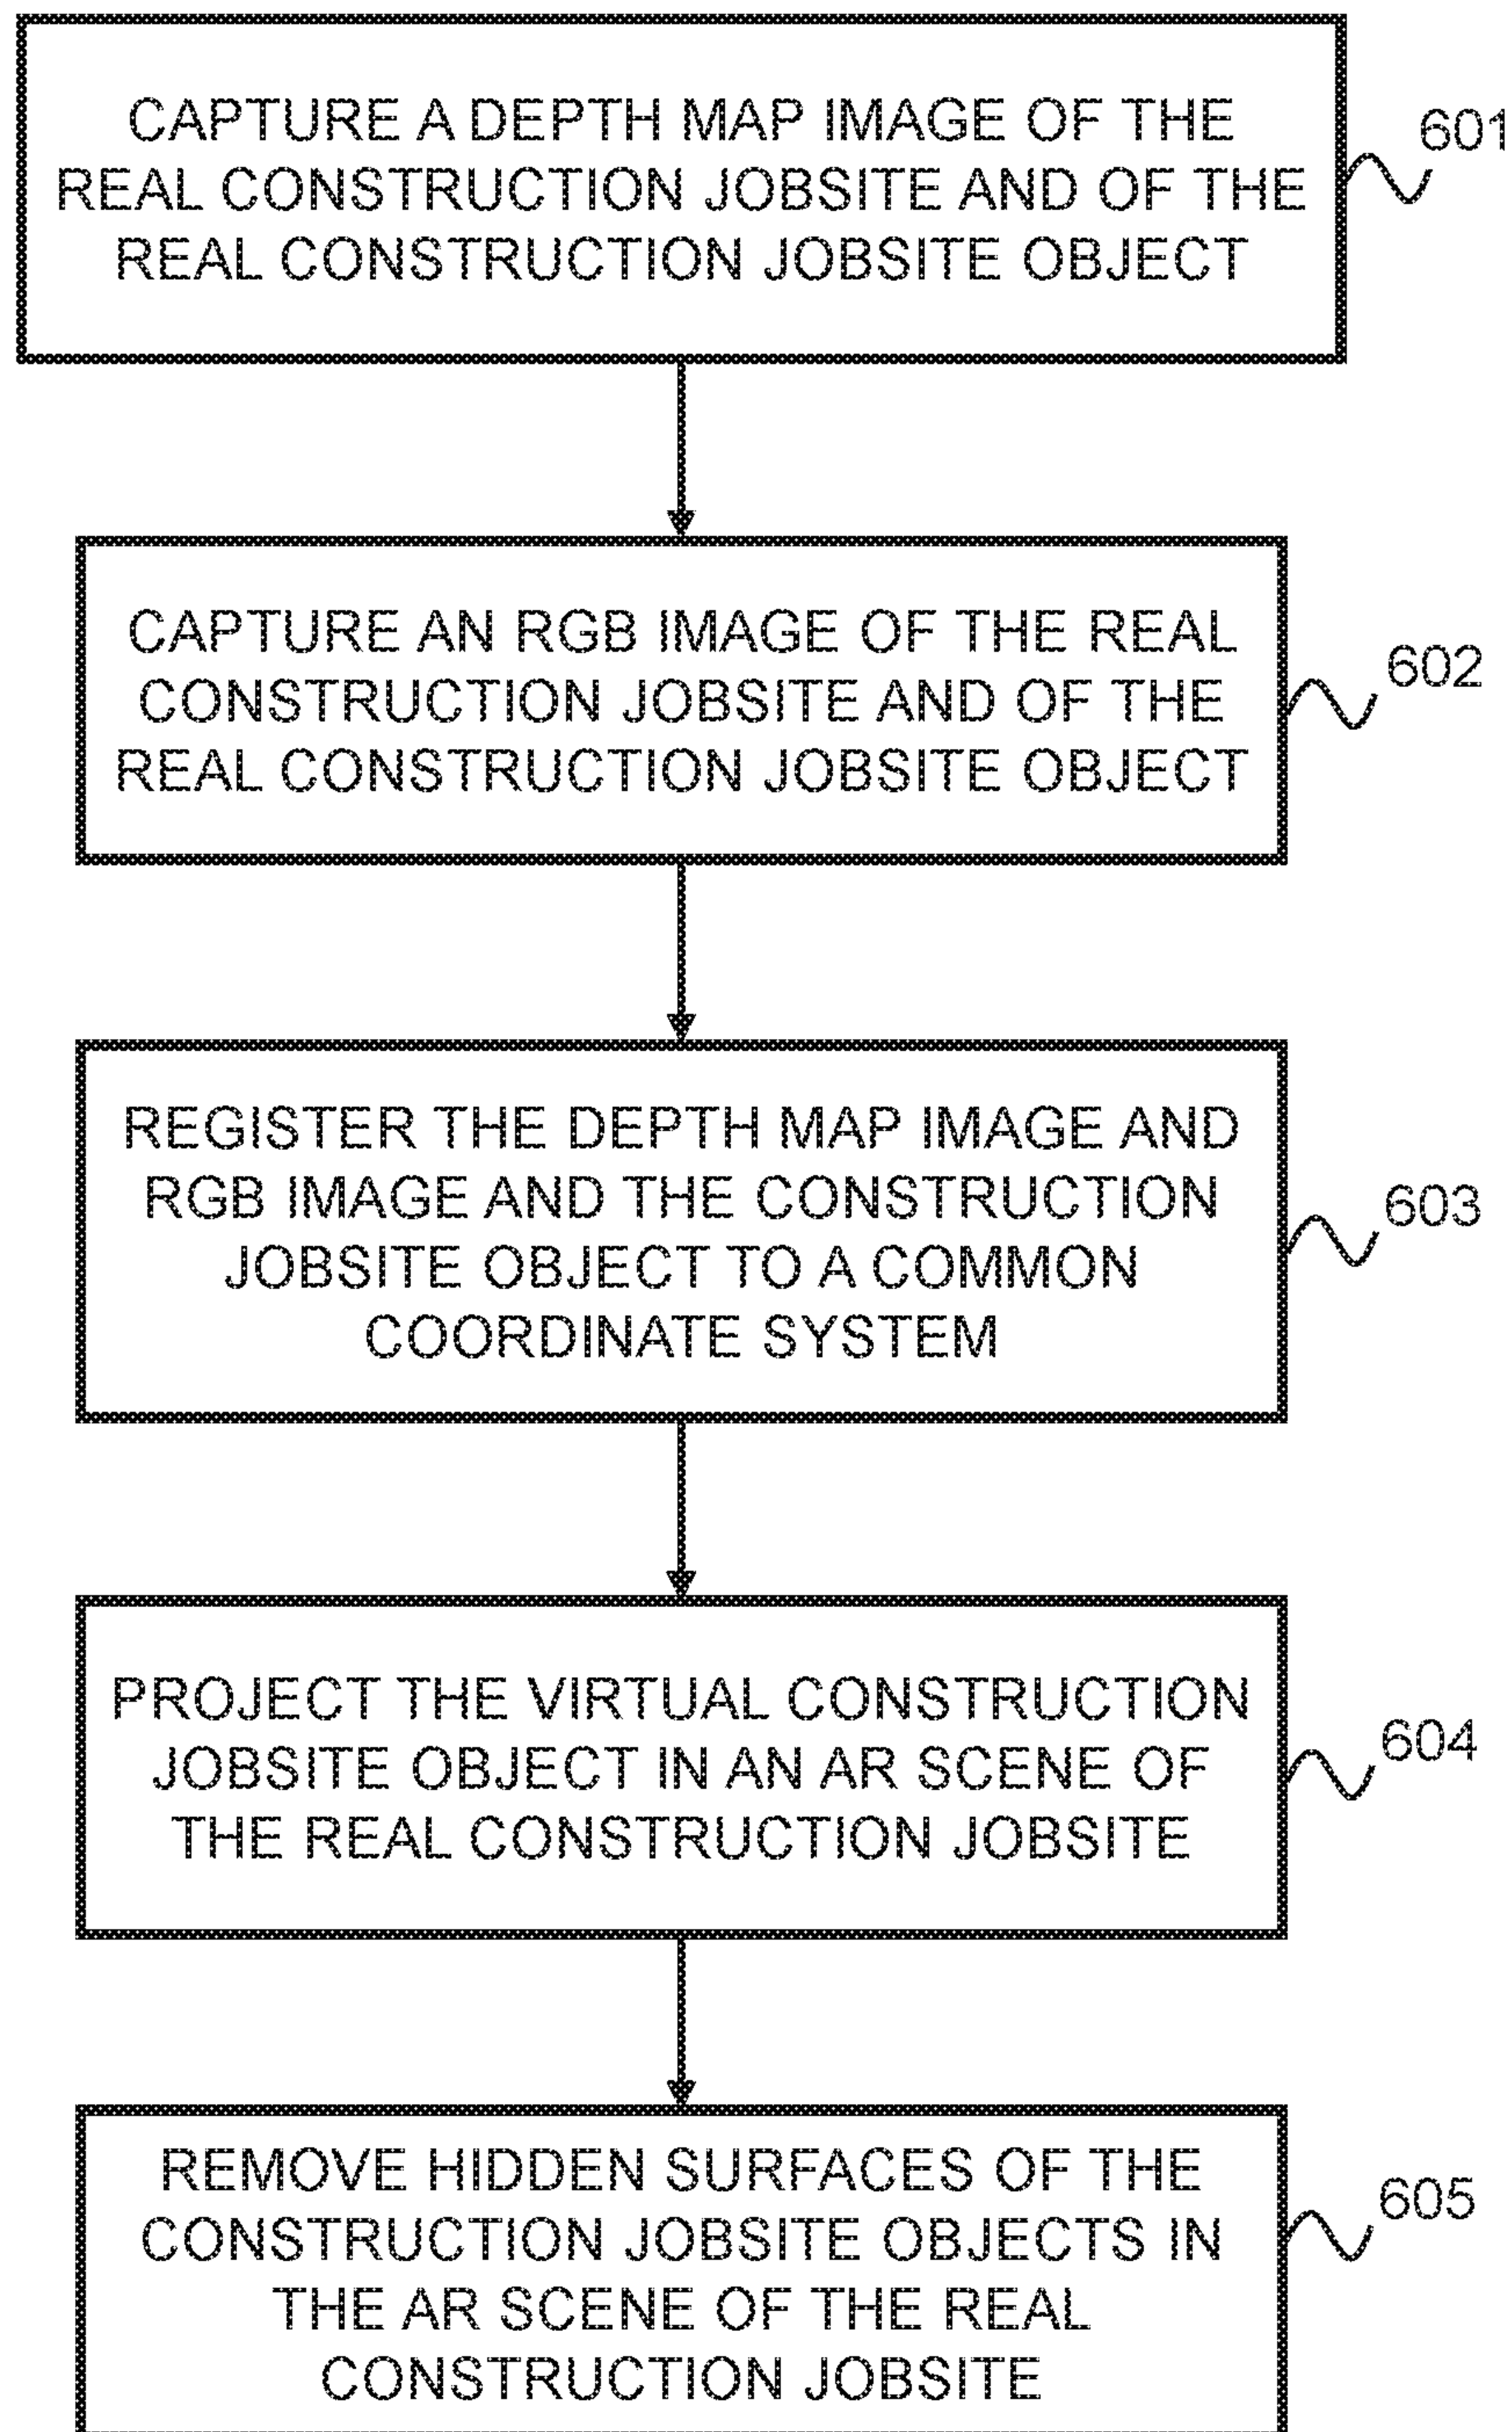 CAPTURE A DEPTH MAP IMAGE OF THE
REAL CONSTRUCTION JOBSITE AND OF THE
REAL CONSTRUCTION JOBSITE OBJECT
601
CAPTURE AN RGB IMAGE OF THE REAL
CONSTRUCTION JOBSITE AND OF THE
REAL CONSTRUCTION JOBSITE OBJECT
602
REGISTER THE DEPTH MAP IMAGE AND
RGB IMAGE AND THE CONSTRUCTION
JOBSITE OBJECT TO A COMMON
COORDINATE SYSTEM
603
PROJECT THE VIRTUAL CONSTRUCTION
JOBSITE OBJECT IN AN AR SCENE OF
THE REAL CONSTRUCTION JOBSITE
604
REMOVE HIDDEN SURFACES OF THE
CONSTRUCTION JOBSITE OBJECTS IN
THE AR SCENE OF THE REAL
CONSTRUCTION JOBSITE
605